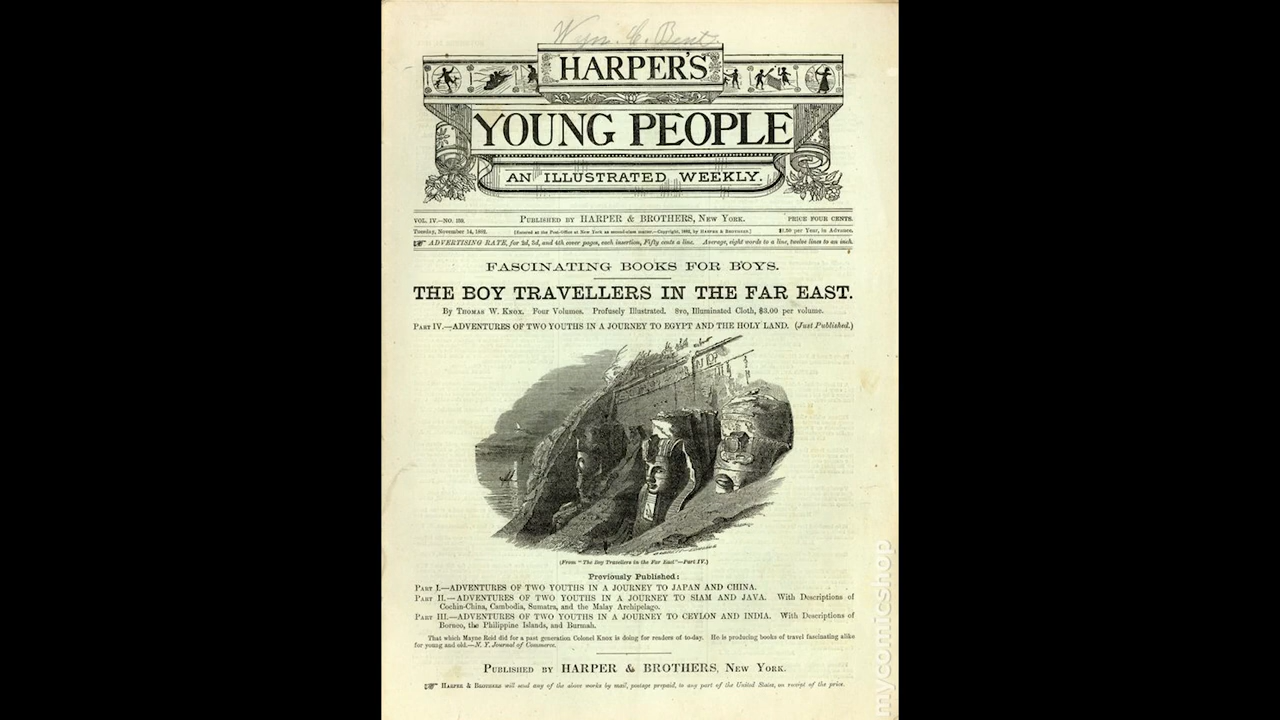 Wm. C. Bentz
HARPER'S
YOUNG PEOPLE
AN ILLUSTRATED WEEKLY.
VOL. IV.—NO. 159.
PUBLISHED BY HARPER & BROTHERS, NEW YORK.
PRICE FOUR CENTS.
Tuesday, November 14, 1882.
[Entered at the Post-Office at New York as second-class matter.—Copyright, 1882, by HARPER & BROTHERS.]
$1.50 per Year, in Advance.
☞ ADVERTISING RATE, for 2d, 3d, and 4th cover pages, each insertion, Fifty cents a line. Average, eight words to a line, twelve lines to an inch.
FASCINATING BOOKS FOR BOYS.
THE BOY TRAVELLERS IN THE FAR EAST.
By THOMAS W. KNOX. Four Volumes. Profusely Illustrated. 8vo, Illuminated Cloth, $3.00 per volume.
PART IV.—ADVENTURES OF TWO YOUTHS IN A JOURNEY TO EGYPT AND THE HOLY LAND. (Just Published.)
(From "The Boy Travellers in the Far East"—Part IV.)
Previously Published:
PART I.—ADVENTURES OF TWO YOUTHS IN A JOURNEY TO JAPAN AND CHINA.
PART II.—ADVENTURES OF TWO YOUTHS IN A JOURNEY TO SIAM AND JAVA. With Descriptions of
Cochin-China, Cambodia, Sumatra, and the Malay Archipelago.
PART III.—ADVENTURES OF TWO YOUTHS IN A JOURNEY TO CEYLON AND INDIA. With Descriptions of
Borneo, the Philippine Islands, and Burmah.
That which Mayne Reid did for a past generation Colonel Knox is doing for readers of to-day. He is producing books of travel fascinating alike
for young and old.—N. Y. Journal of Commerce.
PUBLISHED BY HARPER & BROTHERS, NEW YORK.
☞ HARPER & BROTHERS will send any of the above works by mail, postage prepaid, to any part of the United States, on receipt of the price.
mycomicshop